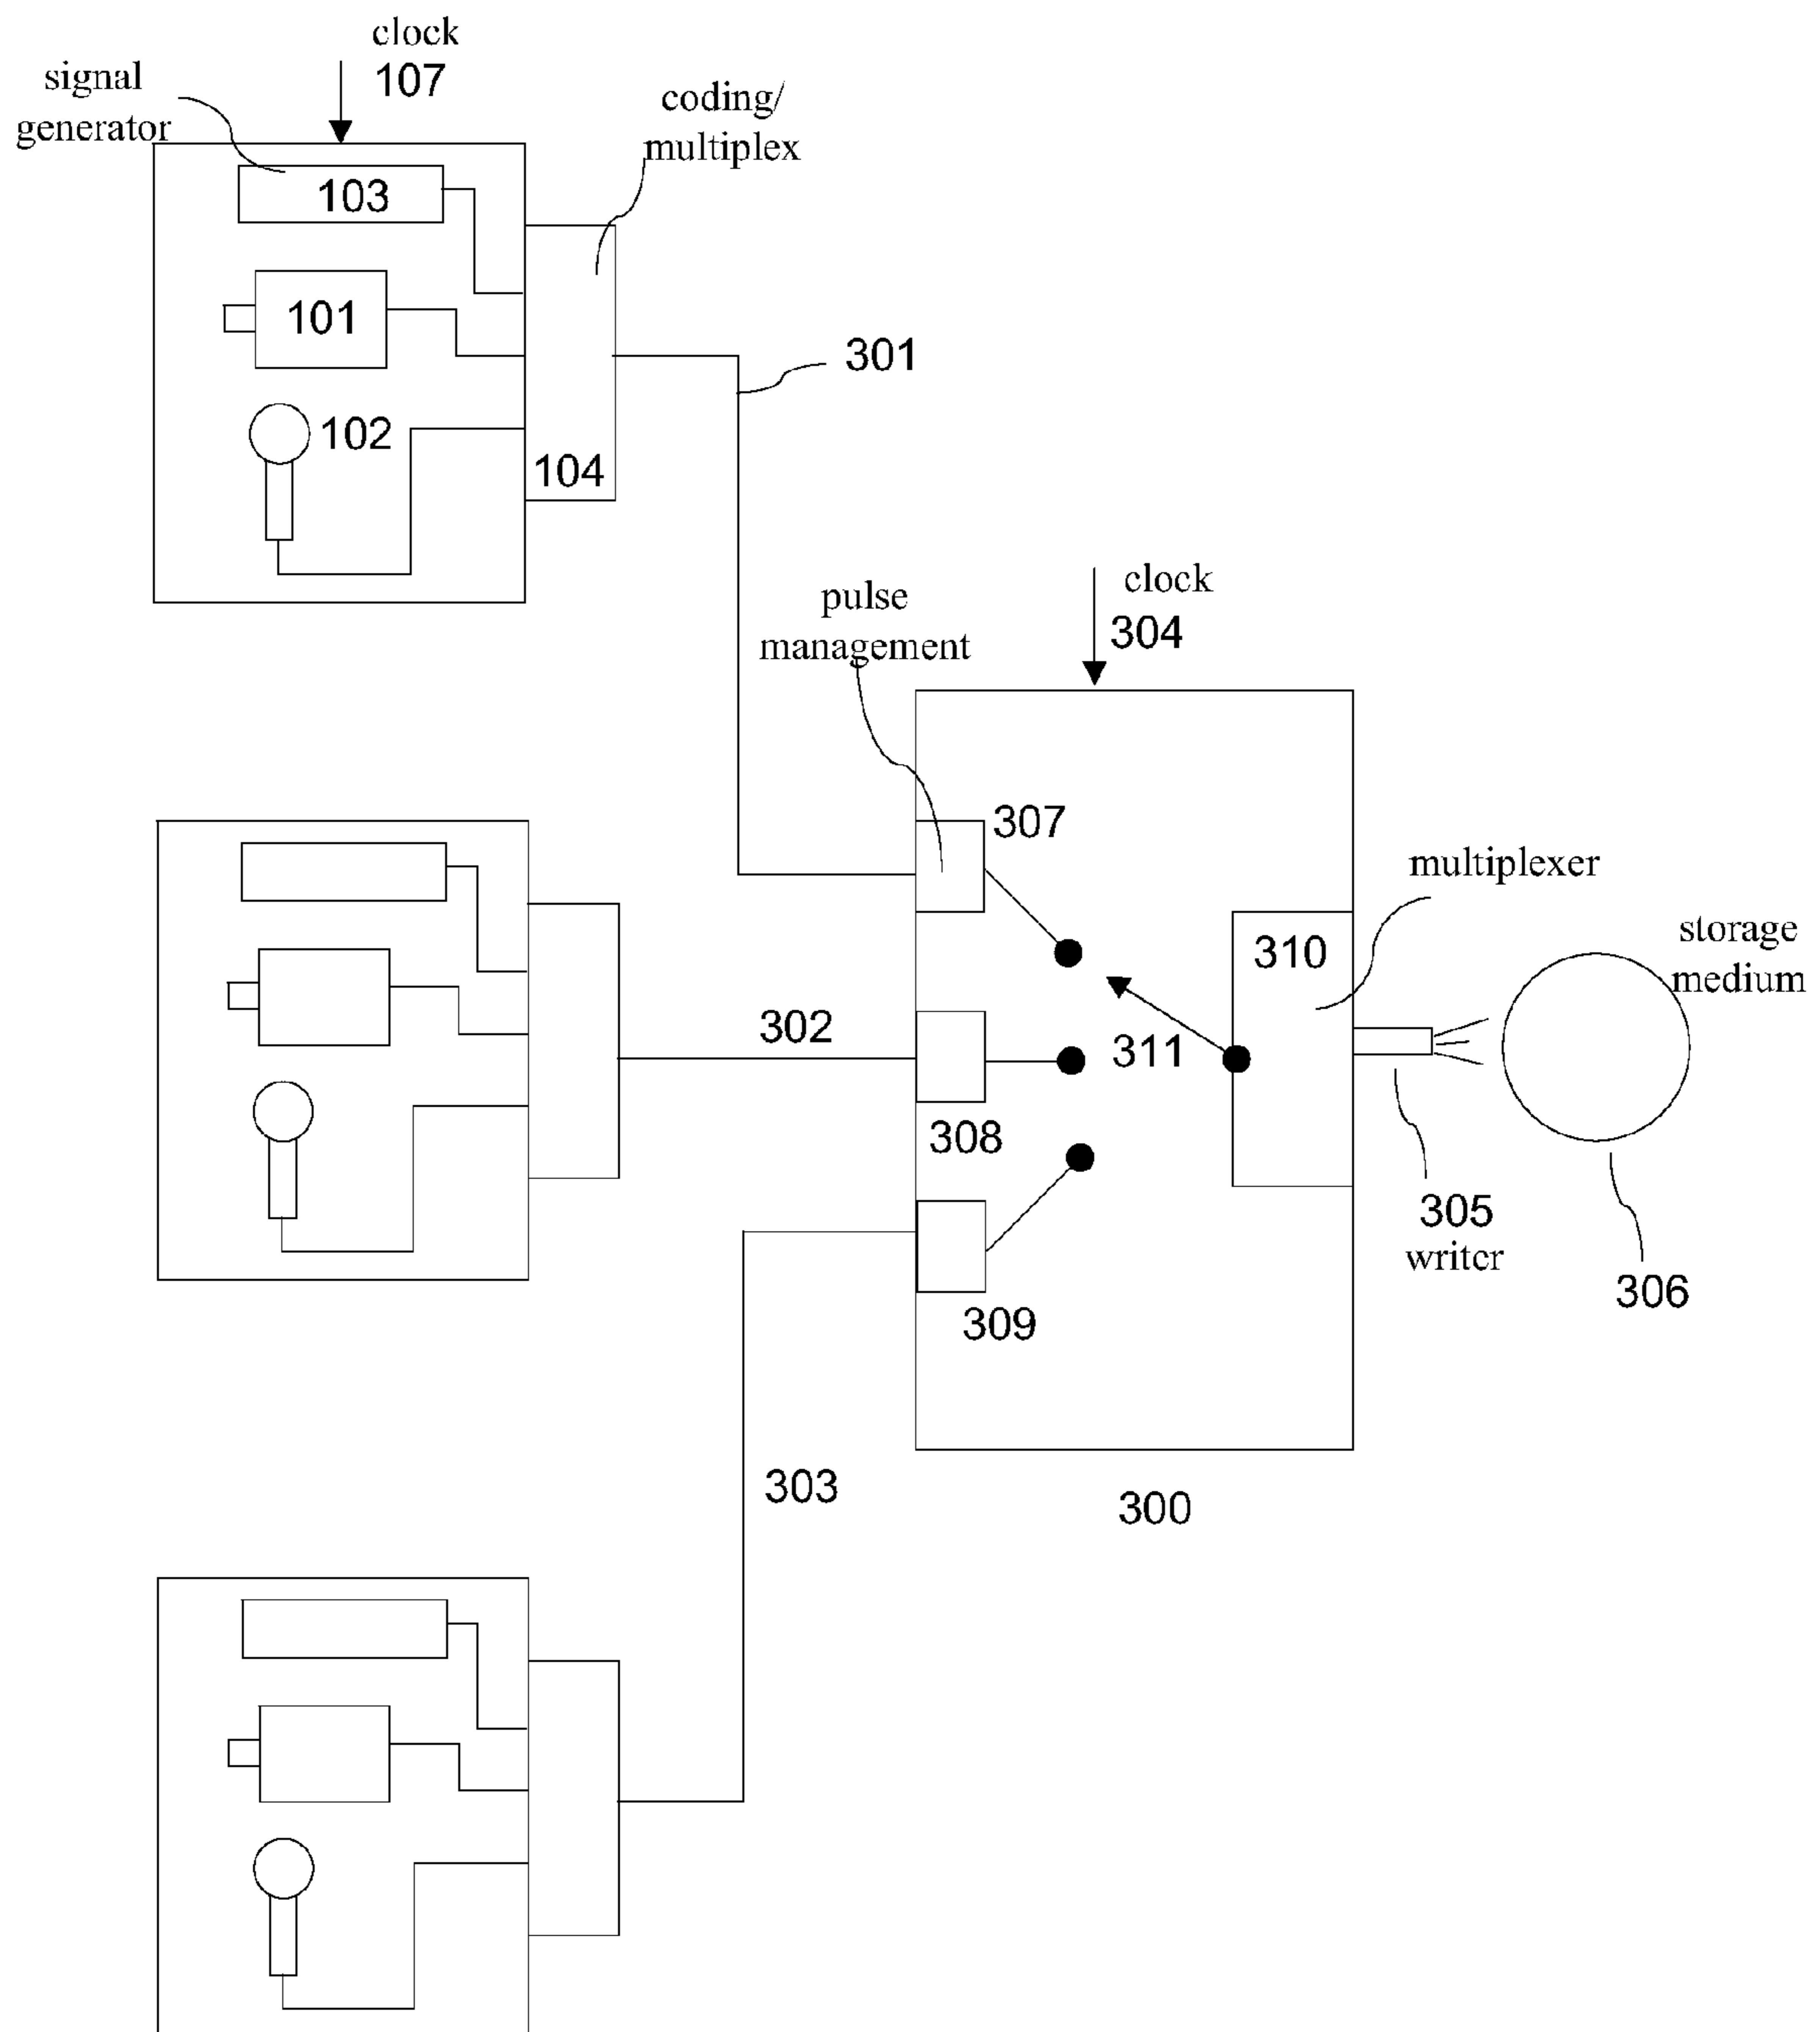 clock
107
signal
generator
coding/
multiplex
103
101
301
102
104
clock
304
pulse
management
307
multiplexer
310
storage
medium
302
311
308
305
writer
306
309
303
300